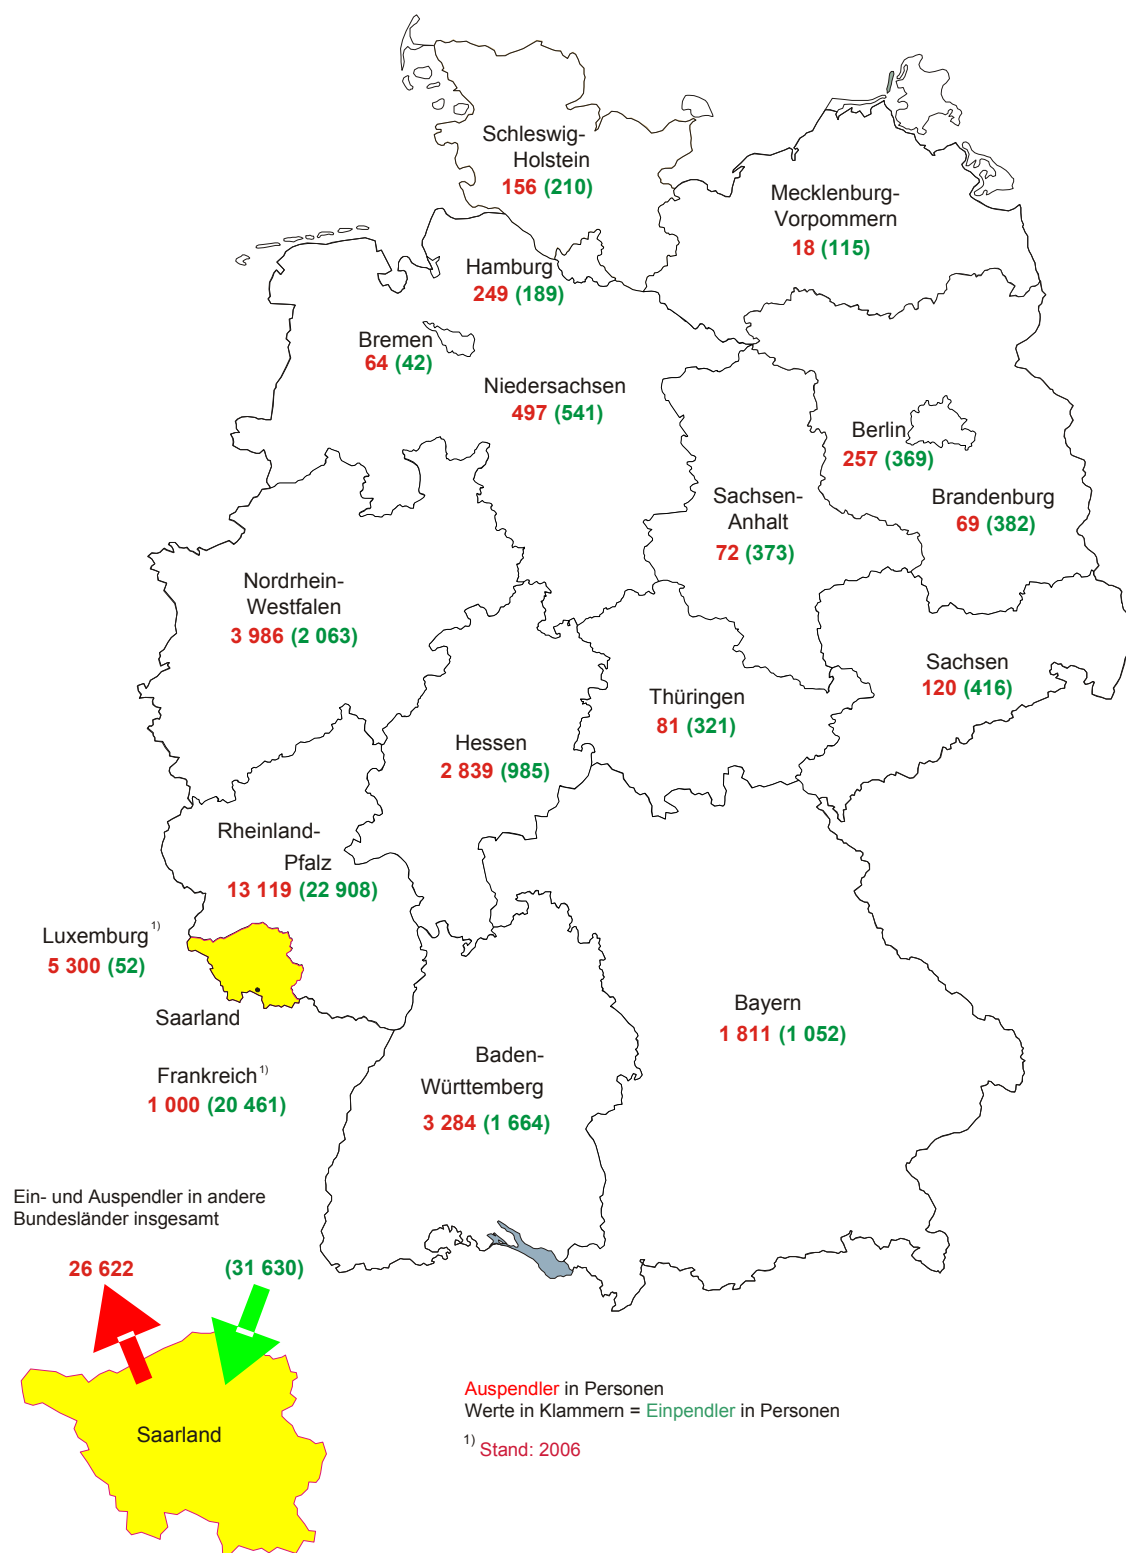 Schleswig-
Holstein
156 (210)
Mecklenburg-
Vorpommern
18 (115)
Hamburg
249 (189)
Bremen
64 (42)
Niedersachsen
497 (541)
Berlin
257 (369)
Brandenburg
69 (382)
Sachsen-
Anhalt
72 (373)
Nordrhein-
Westfalen
3 986 (2 063)
Sachsen
120 (416)
Thüringen
81 (321)
Hessen
2 839 (985)
Rheinland-
Pfalz
13 119 (22 908)
Luxemburg 1)
5 300 (52)
Saarland
Bayern
1 811 (1 052)
Baden-
Württemberg
3 284 (1 664)
Frankreich 1)
1 000 (20 461)
Ein- und Auspendler in andere
Bundesländer insgesamt
26 622 (31 630)
Saarland
Auspendler in Personen
Werte in Klammern = Einpendler in Personen
1) Stand: 2006